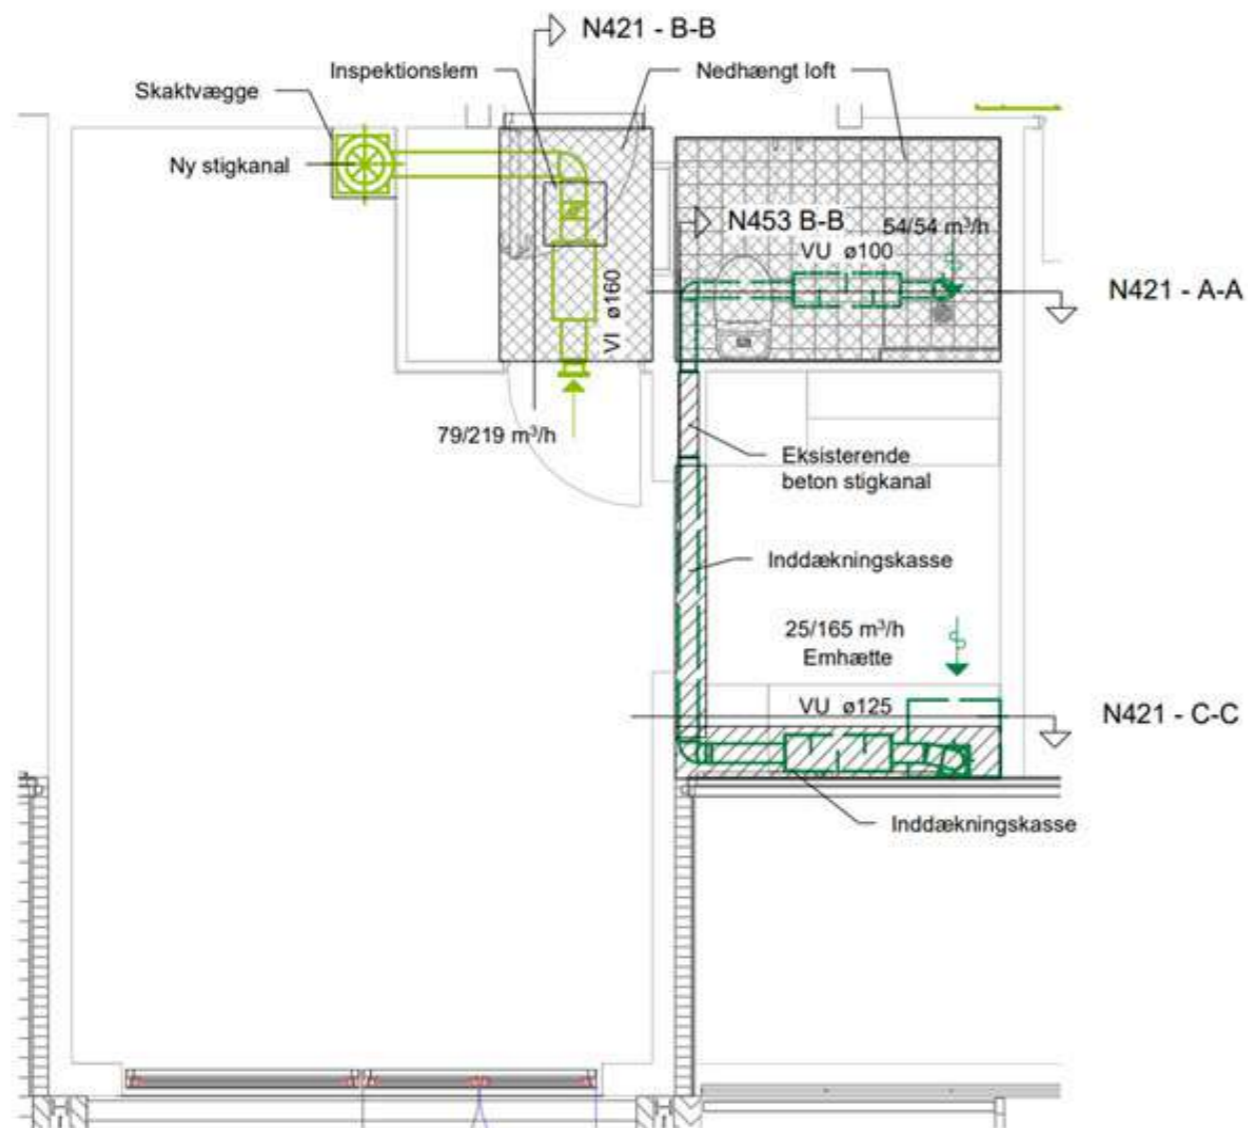 N421 - B-B
Inspektionslem
Nedhængt loft
Skaktvægge
Ny stigkanal
N453 B-B
54/54 m³/h
VU ø100
N421 - A-A
VI ø160
79/219 m³/h
Eksisterende
beton stigkanal
Inddækningskasse
25/165 m³/h
Emhætte
VU ø125
N421 - C-C
Inddækningskasse